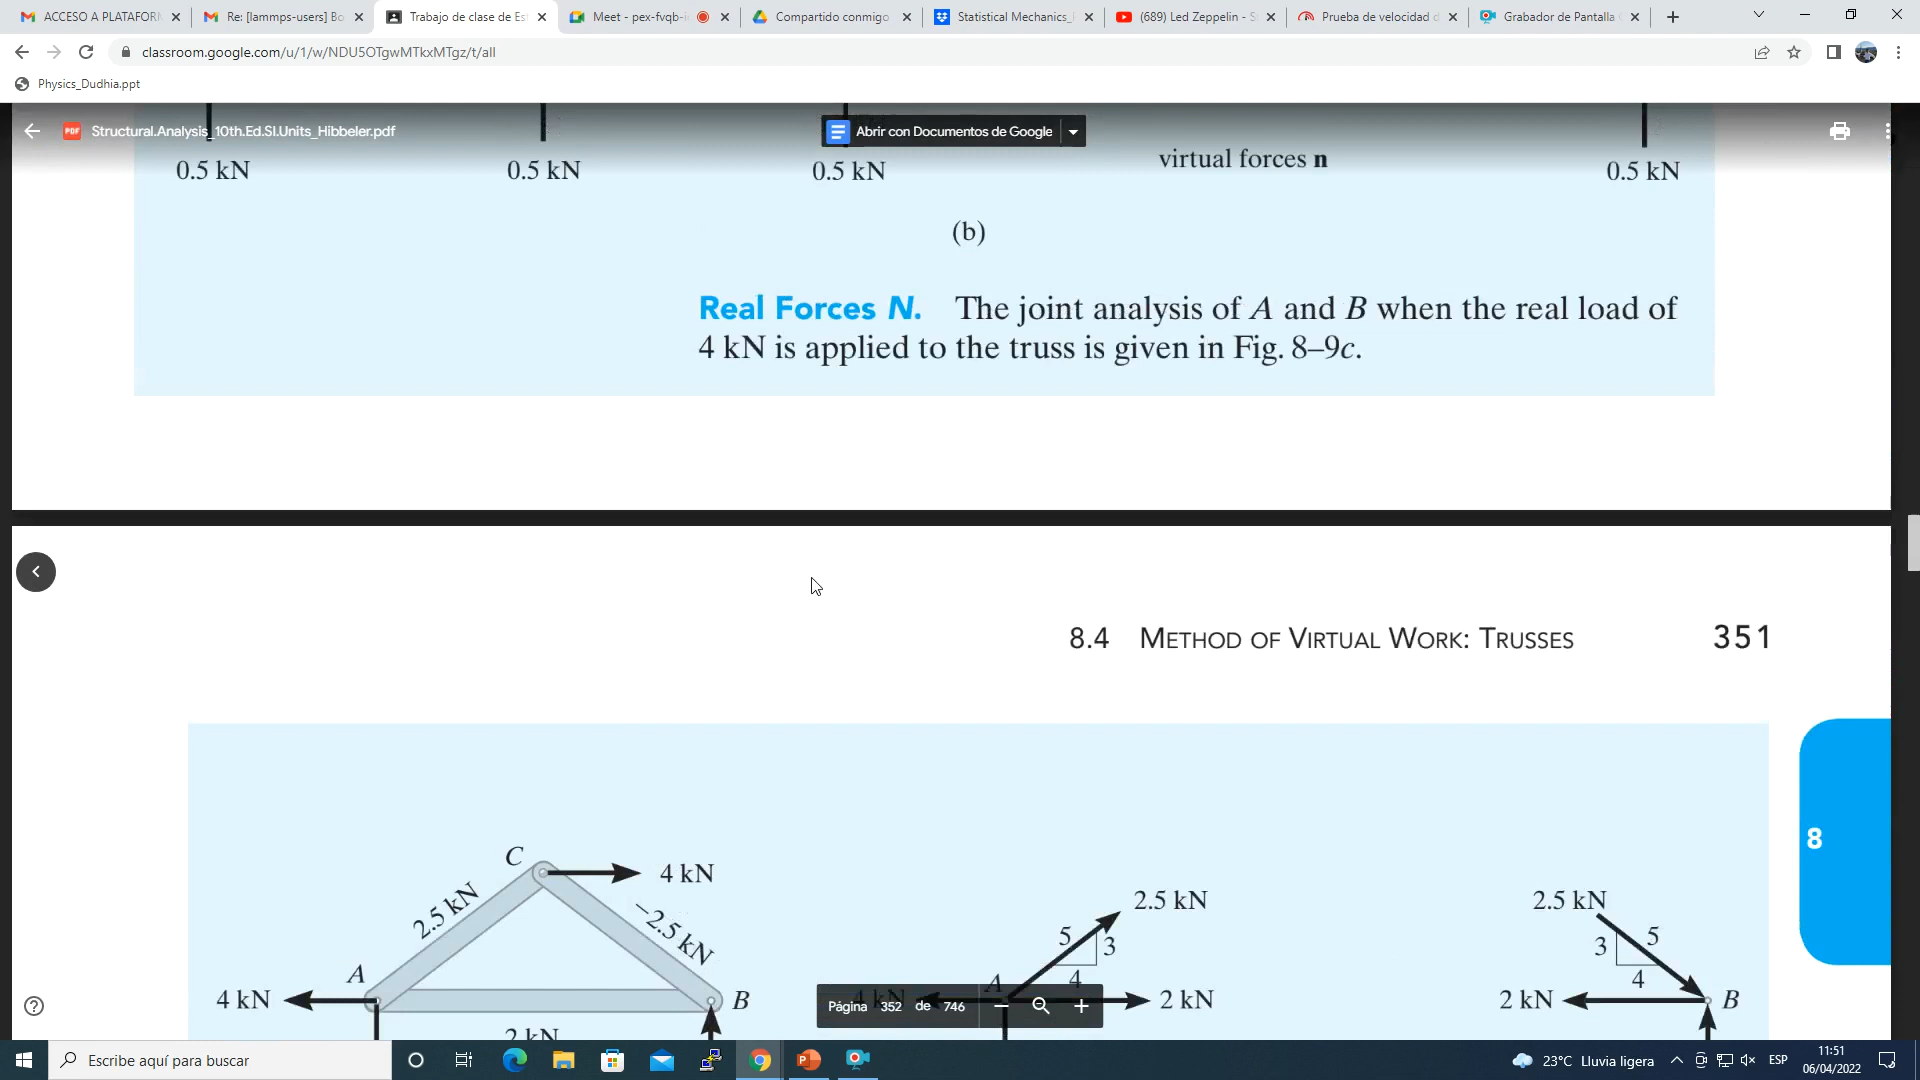 ACCESO A PLATAFORM
Re: [lammps-users] Bo
Trabajo de clase de Es
Meet - pex-fvqb-
Compartido conmigo
Statistical Mechanics_
(689) Led Zeppelin - S
Prueba de velocidad d
Grabador de Pantalla
classroom.google.com/u/1/w/NDU5OTgwMTkxMTgz/t/all
Physics_Dudhia.ppt
PDF Structural.Analysis_10th.Ed.SI.Units_Hibbeler.pdf
Abrir con Documentos de Google
0.5 kN 0.5 kN 0.5 kN virtual forces n 0.5 kN
(b)
Real Forces N. The joint analysis of A and B when the real load of
4 kN is applied to the truss is given in Fig. 8–9c.
8.4 METHOD OF VIRTUAL WORK: TRUSSES 351
8
C 4 kN
2.5 kN
−2.5 kN
A
4 kN
B
2 kN
2.5 kN
5
3
4
A
4 kN
2 kN
2.5 kN
3
5
4
2 kN
B
Página 352 de 746
Escribe aquí para buscar
23°C Lluvia ligera
ESP
11:51
06/04/2022